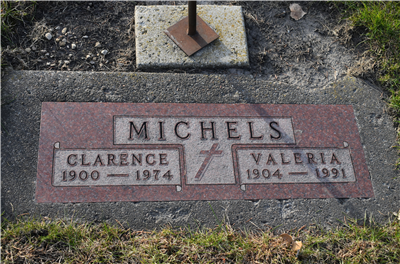 MICHELS
CLARENCE
1900 — 1974
VALERIA
1904 — 1991